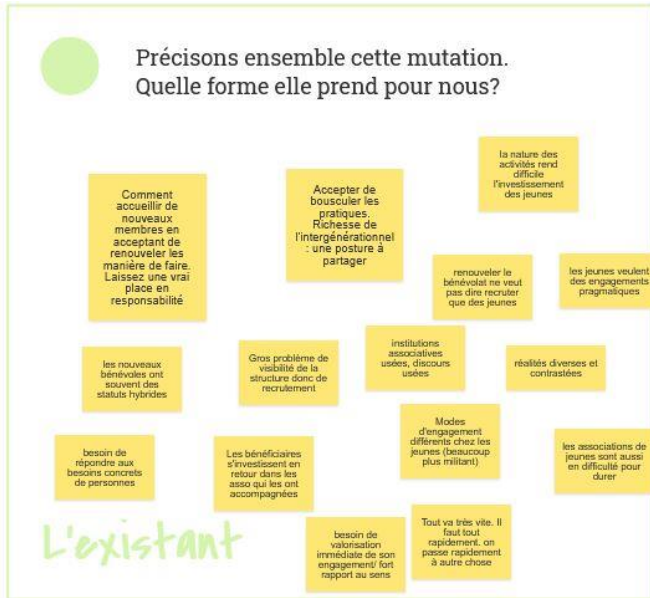 Précisons ensemble cette mutation.
Quelle forme elle prend pour nous?
la nature des
activités rend
difficile
l'investissement
des jeunes
Comment
accueillir de
nouveaux
membres en
acceptant de
renouveler les
manière de faire.
Laissez une vrai
place en
responsabilité
Accepter de
bousculer les
pratiques.
Richesse de
l'intergénérationnel
: une posture à
partager
renouveler le
bénévolat ne veut
pas dire recruter
que des jeunes
les jeunes veulent
des engagements
pragmatiques
les nouveaux
bénévoles ont
souvent des
statuts hybrides
Gros problème de
visibilité de la
structure donc de
recrutement
institutions
associatives
usées, discours
usées
réalités diverses et
contrastées
besoin de
répondre aux
besoins concrets
de personnes
Les bénéficiaires
s'investissent en
retour dans les
asso qui les ont
accompagnées
Modes
d'engagement
différents chez les
jeunes (beaucoup
plus militant)
les associations de
jeunes sont aussi
en difficulté pour
durer
L'existant
besoin de
valorisation
immédiate de son
engagement/ fort
rapport au sens
Tout va très vite. Il
faut tout
rapidement. on
passe rapidement
à autre chose